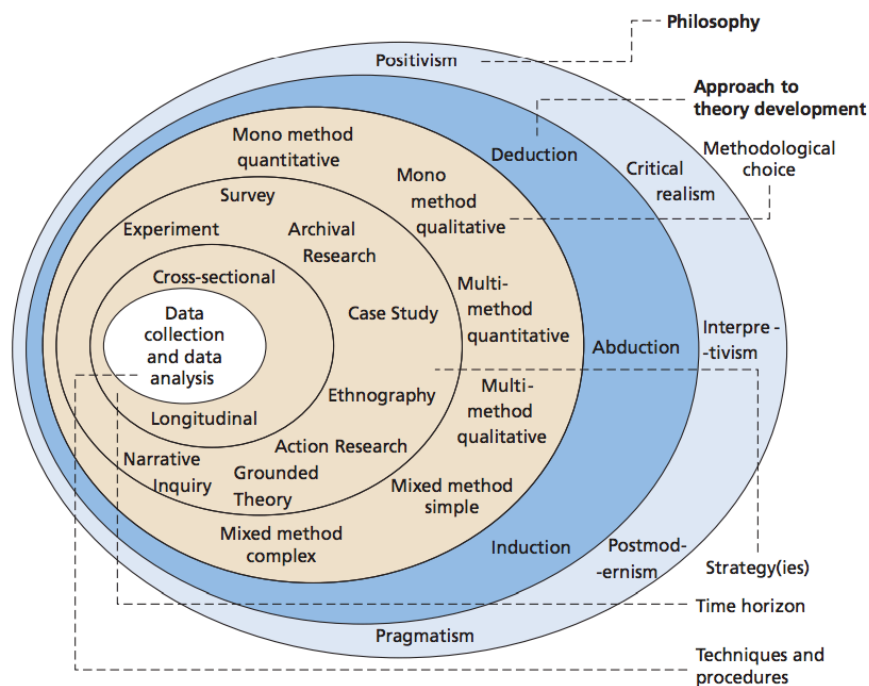 Philosophy
Positivism
Approach to
theory development
Mono method
quantitative
Deduction
Methodological
choice
Critical
realism
Mono
method
qualitative
Survey
Experiment
Archival
Research
Cross-sectional
Data
collection
and data
analysis
Case Study
Multi-
method
quantitative
Abduction
Interpre -
-tivism
Ethnography
Multi-
method
qualitative
Longitudinal
Action Research
Narrative
Inquiry
Grounded
Theory
Mixed method
simple
Mixed method
complex
Induction
Postmod-
-ernism
Strategy(ies)
Time horizon
Pragmatism
Techniques and
procedures